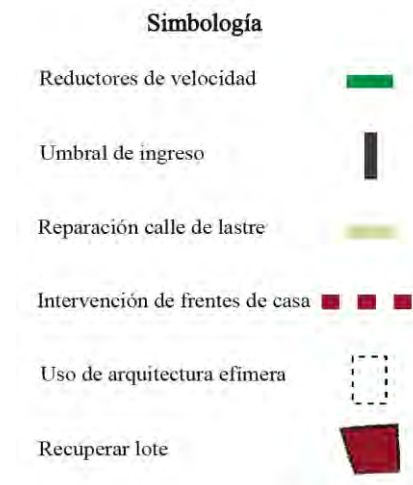 Simbología
Reductores de velocidad
Umbral de ingreso
Reparación calle de lastre
Intervención de frentes de casa
Uso de arquitectura efímera
Recuperar lote